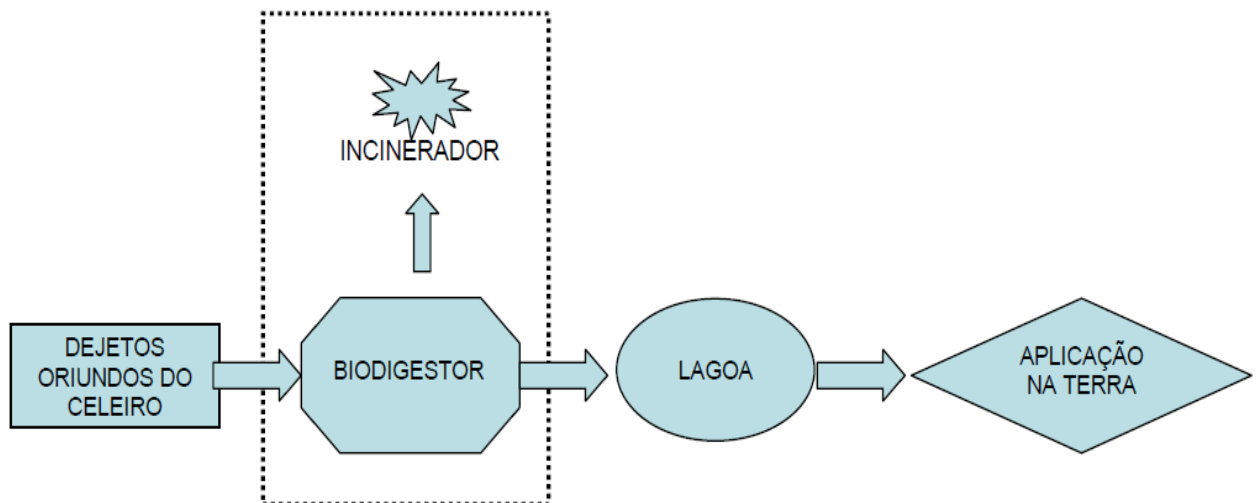 INCINERADOR
DEJETOS
ORIUNDOS DO
CELEIRO
BIODIGESTOR
LAGOA
APLICAÇÃO
NA TERRA